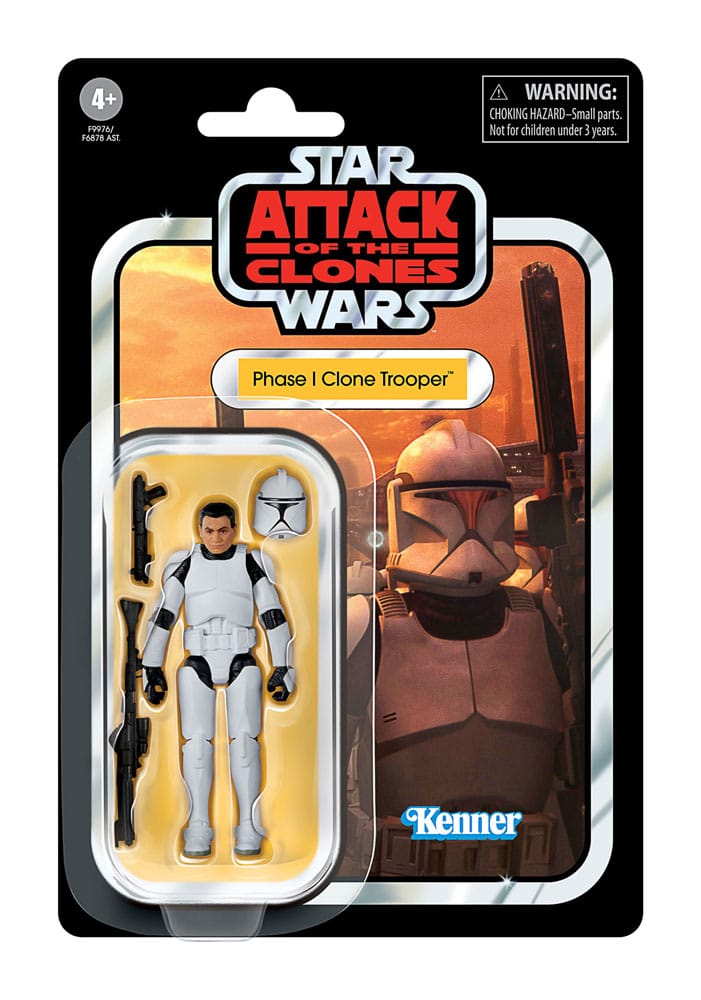 4+
F9976/
F6878 AST.
⚠ WARNING:
CHOKING HAZARD–Small parts.
Not for children under 3 years.
STAR
ATTACK
OF THE
CLONES
WARS
Phase I Clone Trooper™
Kenner